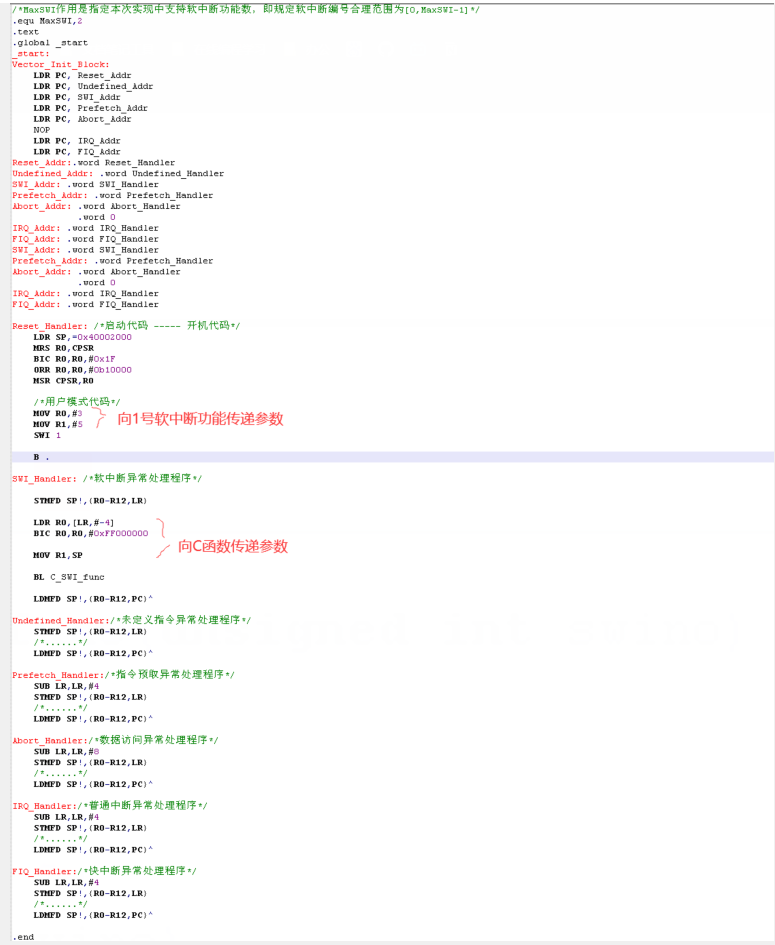 /*MaxSWI作用是指定本次实现中支持软中断功能数，即规定软中断编号合理范围为[0,MaxSWI-1]*/
.equ MaxSWI,2
.text
.global _start
_start:
Vector_Init_Block:
LDR PC, Reset_Addr
LDR PC, Undefined_Addr
LDR PC, SWI_Addr
LDR PC, Prefetch_Addr
LDR PC, Abort_Addr
NOP
LDR PC, IRQ_Addr
LDR PC, FIQ_Addr
Reset_Addr:.word Reset_Handler
Undefined_Addr: .word Undefined_Handler
SWI_Addr: .word SWI_Handler
Prefetch_Addr: .word Prefetch_Handler
Abort_Addr: .word Abort_Handler
.word 0
IRQ_Addr: .word IRQ_Handler
FIQ_Addr: .word FIQ_Handler
SWI_Addr: .word SWI_Handler
Prefetch_Addr: .word Prefetch_Handler
Abort_Addr: .word Abort_Handler
.word 0
IRQ_Addr: .word IRQ_Handler
FIQ_Addr: .word FIQ_Handler
Reset_Handler: /*启动代码 ----- 开机代码*/
LDR SP,=0x40002000
MRS R0,CPSR
BIC R0,R0,#0x1F
ORR R0,R0,#0b10000
MSR CPSR,R0
/*用户模式代码*/
MOV R0,#3
向1号软中断功能传递参数
MOV R1,#5
SWI 1
B .
SWI_Handler: /*软中断异常处理程序*/
STMFD SP!,{R0-R12,LR}
LDR R0,[LR,#-4]
BIC R0,R0,#0xFF000000
向C函数传递参数
MOV R1,SP
BL C_SWI_func
LDMFD SP!,{R0-R12,PC}^
Undefined_Handler:/*未定义指令异常处理程序*/
STMFD SP!,{R0-R12,LR}
/*......*/
LDMFD SP!,{R0-R12,PC}^
Prefetch_Handler:/*指令预取异常处理程序*/
SUB LR,LR,#4
STMFD SP!,{R0-R12,LR}
/*......*/
LDMFD SP!,{R0-R12,PC}^
Abort_Handler:/*数据访问异常处理程序*/
SUB LR,LR,#8
STMFD SP!,{R0-R12,LR}
/*......*/
LDMFD SP!,{R0-R12,PC}^
IRQ_Handler:/*普通中断异常处理程序*/
SUB LR,LR,#4
STMFD SP!,{R0-R12,LR}
/*......*/
LDMFD SP!,{R0-R12,PC}^
FIQ_Handler:/*快中断异常处理程序*/
SUB LR,LR,#4
STMFD SP!,{R0-R12,LR}
/*......*/
LDMFD SP!,{R0-R12,PC}^
.end